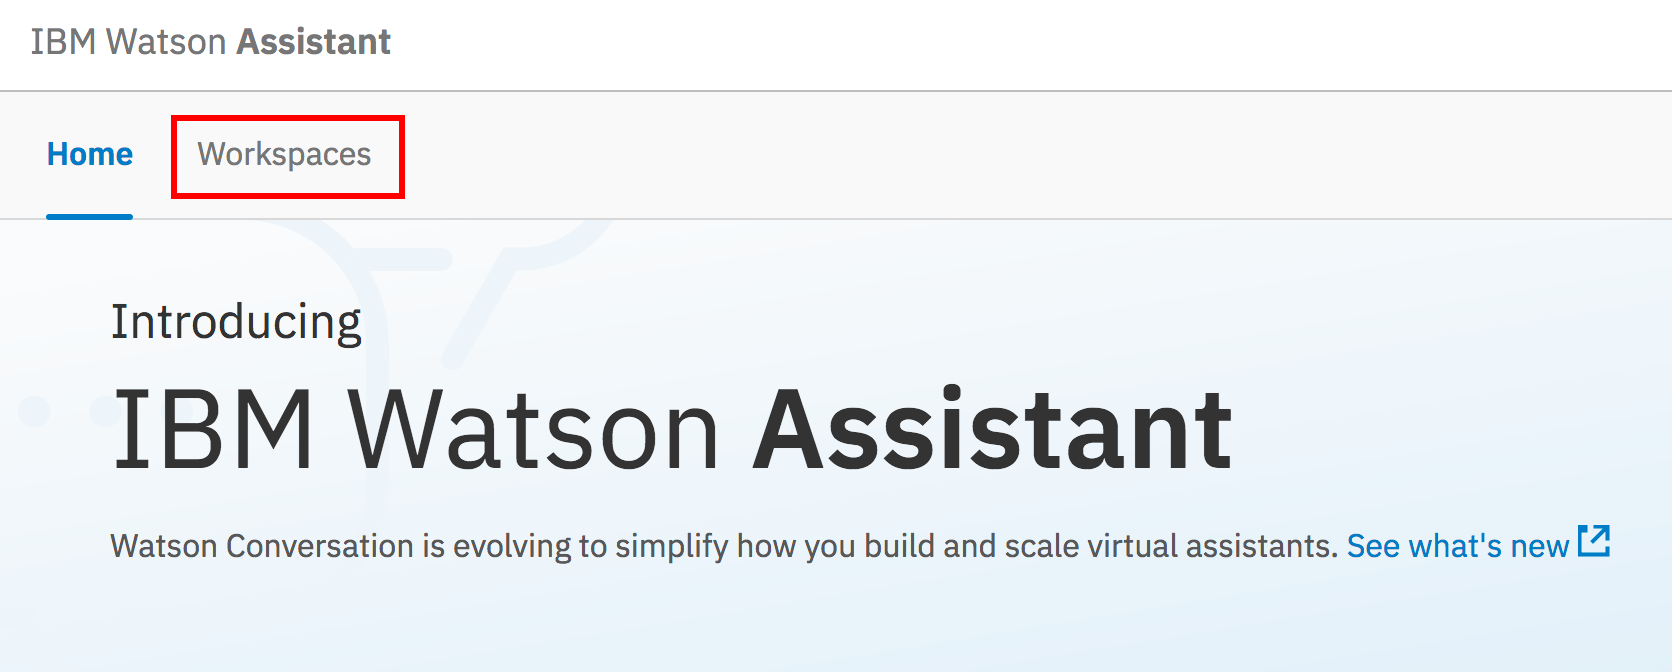 IBM Watson Assistant
Home Workspaces
Introducing
IBM Watson Assistant
Watson Conversation is evolving to simplify how you build and scale virtual assistants. See what's new